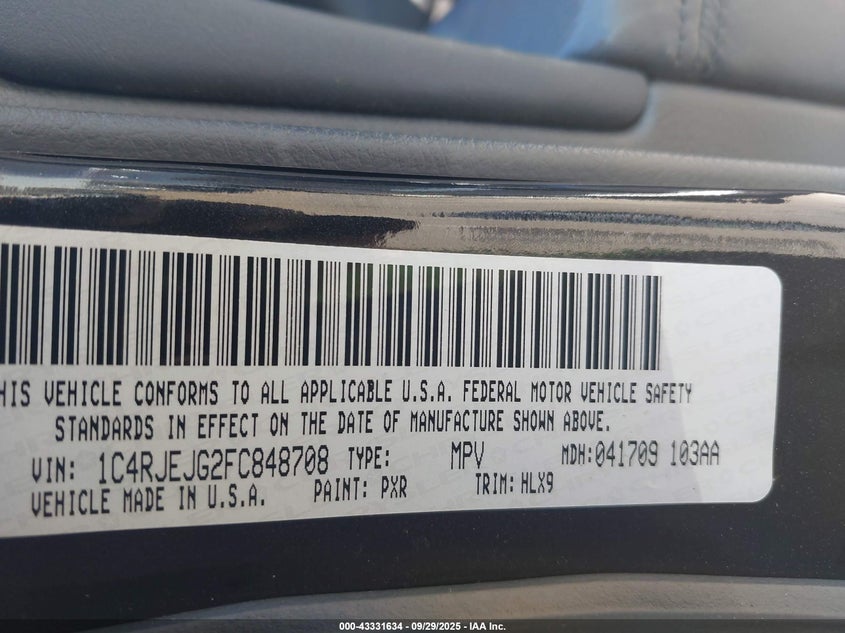 HIS VEHICLE CONFORMS TO ALL APPLICABLE U.S.A. FEDERAL MOTOR VEHICLE SAFETY
STANDARDS IN EFFECT ON THE DATE OF MANUFACTURE SHOWN ABOVE.
VIN: 1C4RJEJG2FC848708 TYPE: MPV MDH:041709 103AA
VEHICLE MADE IN U.S.A. PAINT: PXR TRIM: HLX9
000-43331634 - 09/29/2025 - IAA Inc.